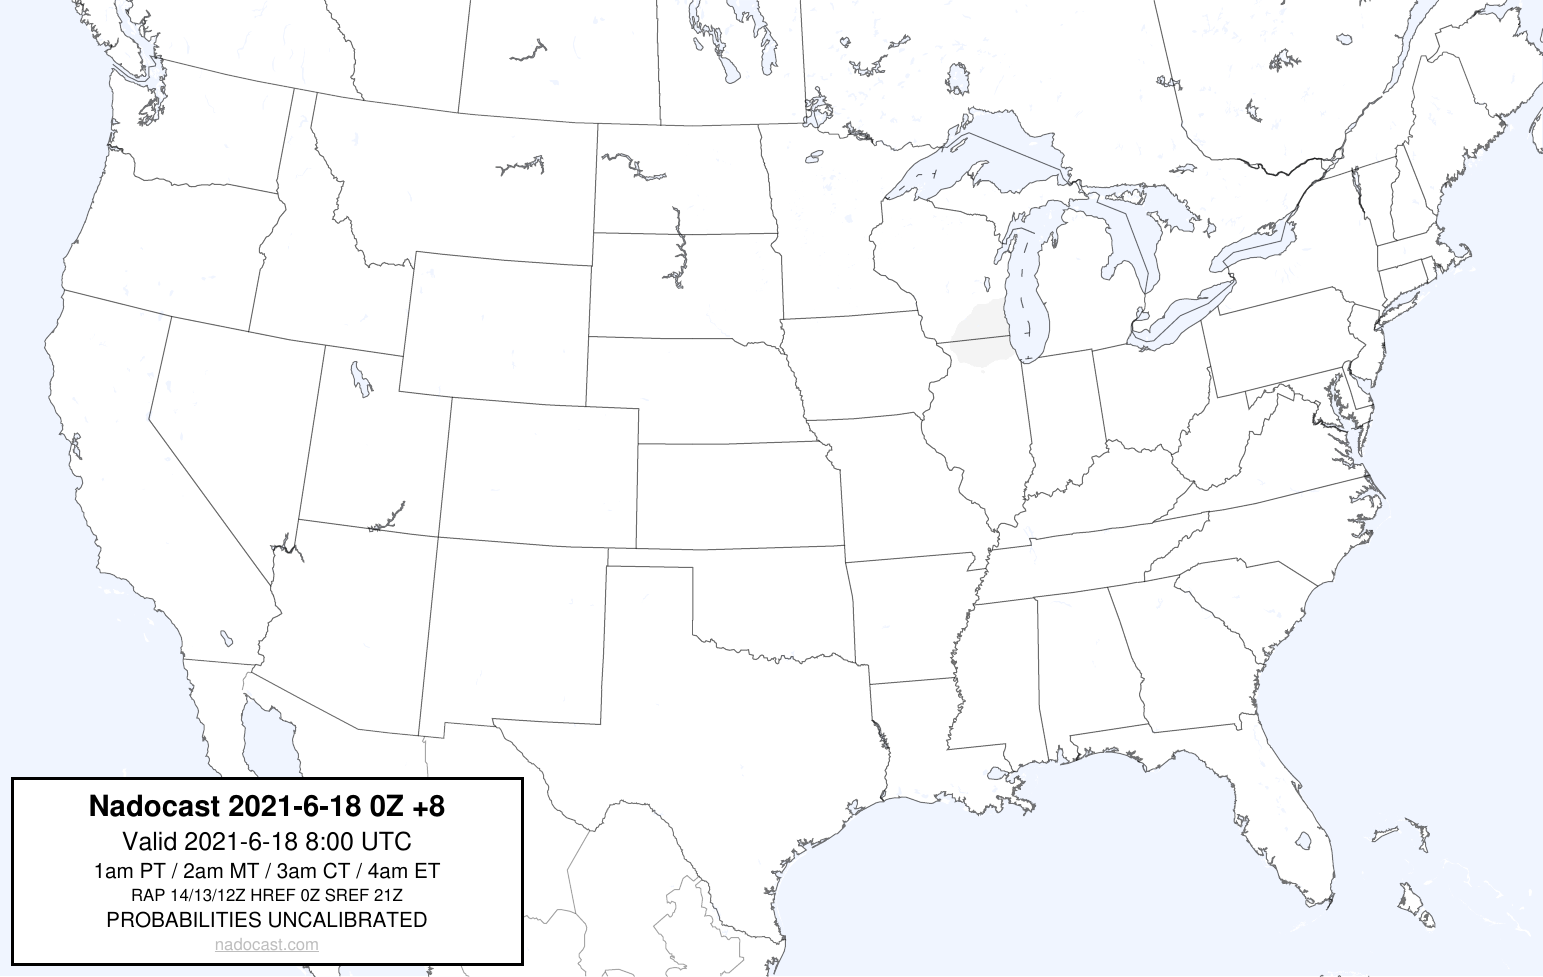 Nadocast 2021-6-18 0Z +8
Valid 2021-6-18 8:00 UTC
1am PT / 2am MT / 3am CT / 4am ET
RAP 14/13/12Z HREF 0Z SREF 21Z
PROBABILITIES UNCALIBRATED
nadocast.com